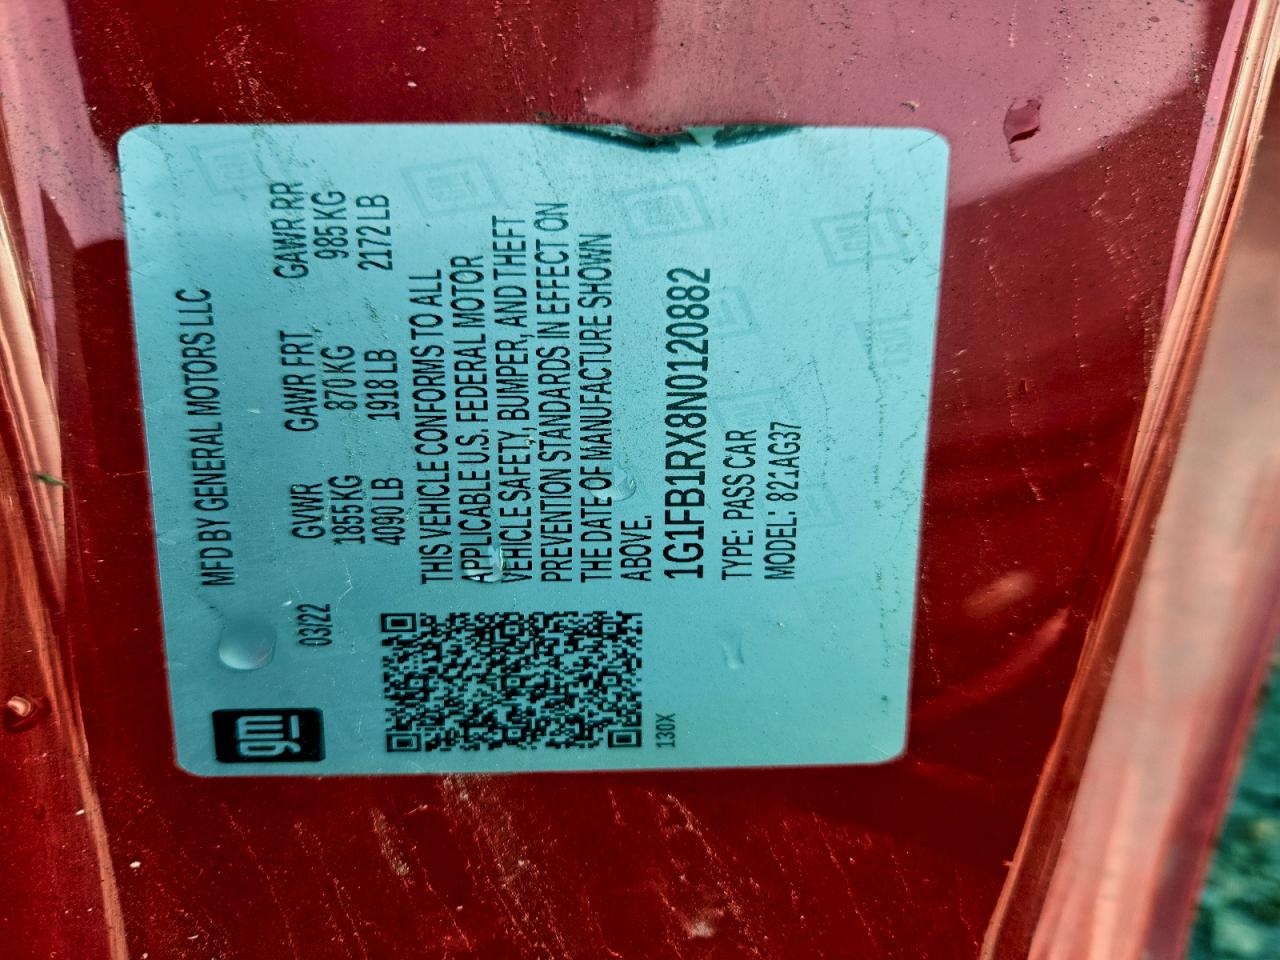 gm
MFD BY GENERAL MOTORS LLC
03/22
GVWR GAWR FRT GAWR RR
1855 KG 870 KG 985 KG
4090 LB 1918 LB 2172 LB
THIS VEHICLE CONFORMS TO ALL
APPLICABLE U.S. FEDERAL MOTOR
VEHICLE SAFETY, BUMPER, AND THEFT
PREVENTION STANDARDS IN EFFECT ON
THE DATE OF MANUFACTURE SHOWN
ABOVE.
1G1FB1RX8N0120882
130X
TYPE: PASS CAR
MODEL: 821AG37